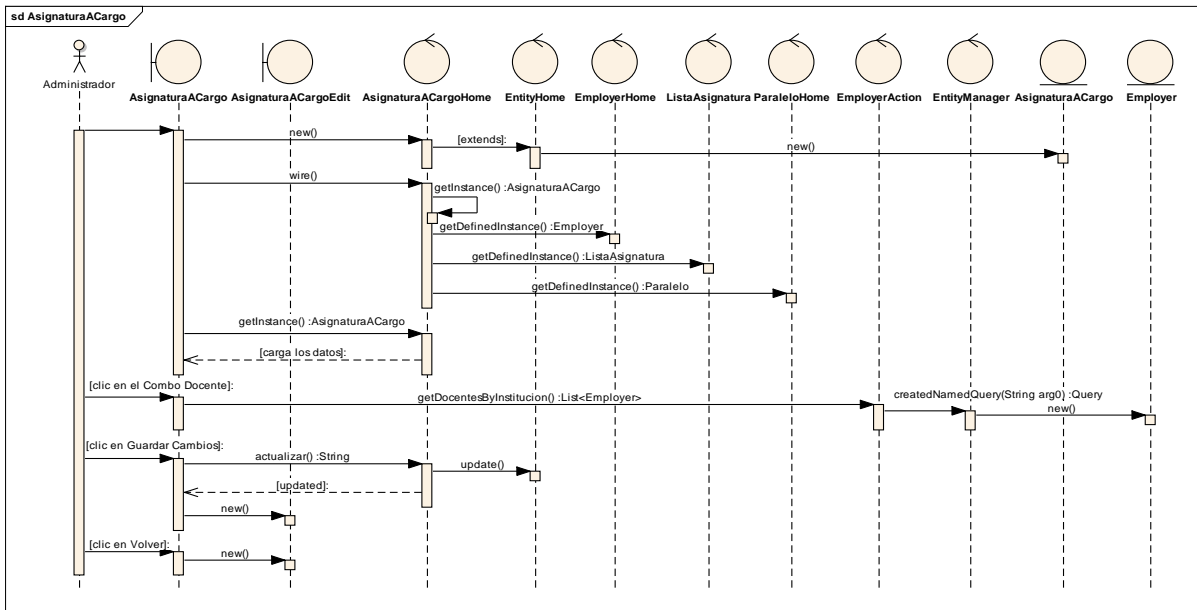 sd AsignaturaACargo
Administrador
AsignaturaACargo
AsignaturaACargoEdit
AsignaturaACargoHome
EntityHome
EmployerHome
ListaAsignatura
ParaleloHome
EmployerAction
EntityManager
AsignaturaACargo
Employer
new()
[extends]:
new()
wire()
getInstance() :AsignaturaACargo
getDefinedInstance() :Employer
getDefinedInstance() :ListaAsignatura
getDefinedInstance() :Paralelo
getInstance() :AsignaturaACargo
[carga los datos]:
[clic en el Combo Docente]:
getDocentesByInstitucion() :List<Employer>
createdNamedQuery(String arg0) :Query
new()
[clic en Guardar Cambios]:
actualizar() :String
update()
[updated]:
new()
[clic en Volver]:
new()